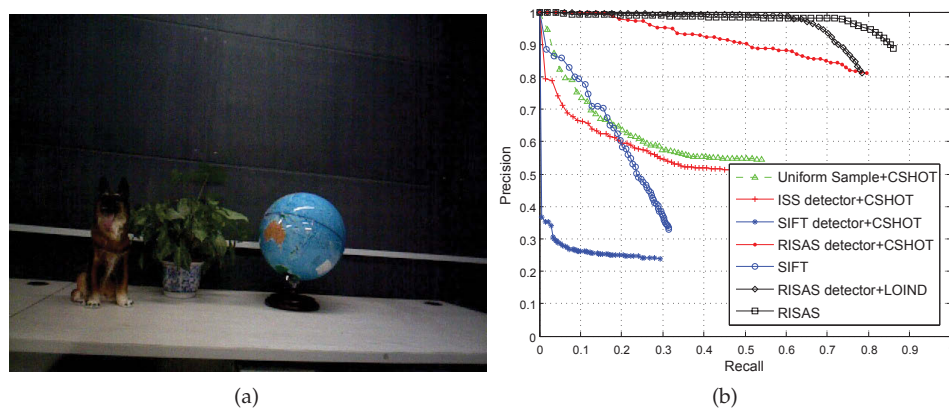 1
0.9
0.8
0.7
0.6
0.5
0.4
0.3
0.2
0.1
0
Precision
0 0.1 0.2 0.3 0.4 0.5 0.6 0.7 0.8 0.9
Recall
Uniform Sample+CSHOT
ISS detector+CSHOT
SIFT detector+CSHOT
RISAS detector+CSHOT
SIFT
RISAS detector+LOIND
RISAS
(a)
(b)